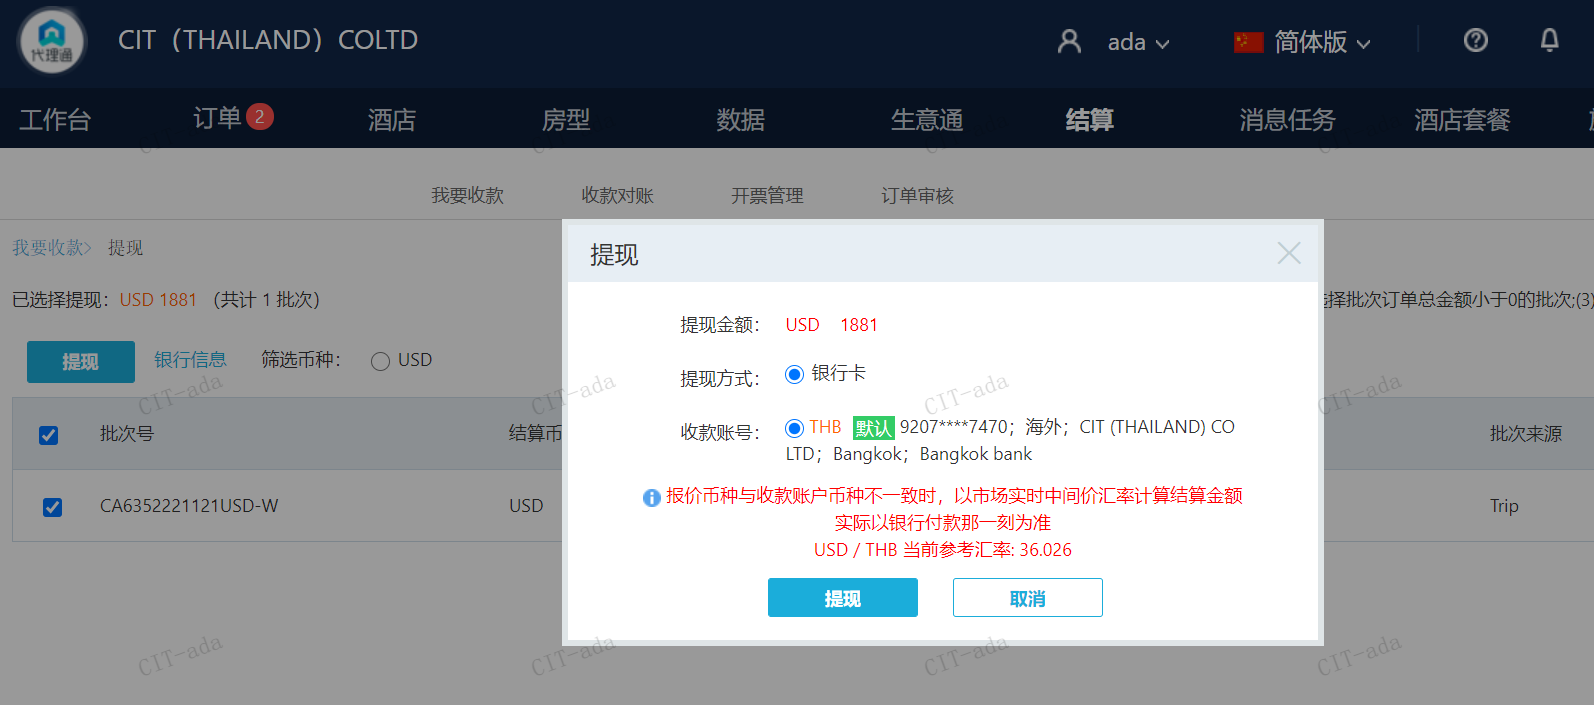 代理通
CIT（THAILAND）COLTD
ada
简体版
工作台
订单 2
酒店
房型
数据
生意通
结算
消息任务
酒店套餐
我要收款
收款对账
开票管理
订单审核
我要收款> 提现
已选择提现：USD 1881 （共计 1 批次）
选择批次订单总金额小于0的批次;(3)
提现
银行信息
筛选币种：
USD
批次号
结算币
批次来源
CA6352221121USD-W
USD
Trip
提现
提现金额： USD 1881
提现方式： 银行卡
收款账号： THB 默认 9207****7470；海外；CIT (THAILAND) CO
LTD；Bangkok；Bangkok bank
报价币种与收款账户币种不一致时，以市场实时中间价汇率计算结算金额
实际以银行付款那一刻为准
USD / THB 当前参考汇率: 36.026
提现
取消
CIT-ada
CIT-ada
CIT-ada
CIT-ada
CIT-ada
CIT-ada
CIT-ada
CIT-ada